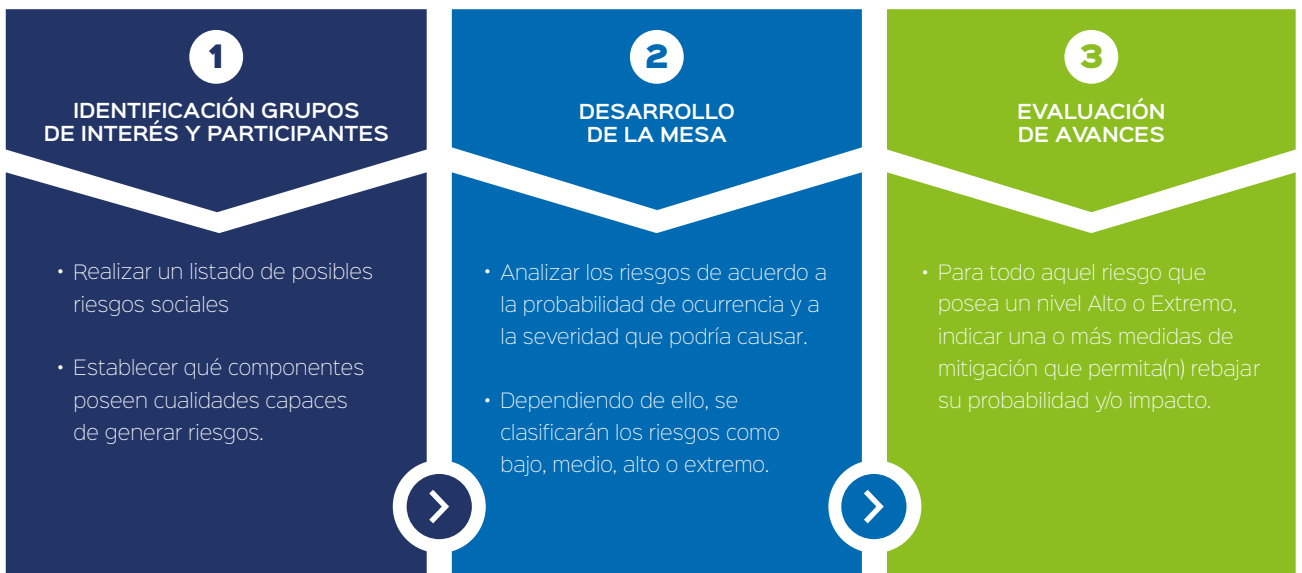 1
IDENTIFICACIÓN GRUPOS
DE INTERÉS Y PARTICIPANTES
• Realizar un listado de posibles
riesgos sociales
• Establecer qué componentes
poseen cualidades capaces
de generar riesgos.
2
DESARROLLO
DE LA MESA
• Analizar los riesgos de acuerdo a
la probabilidad de ocurrencia y a
la severidad que podría causar.
• Dependiendo de ello, se
clasificarán los riesgos como
bajo, medio, alto o extremo.
3
EVALUACIÓN
DE AVANCES
• Para todo aquel riesgo que
posea un nivel Alto o Extremo,
indicar una o más medidas de
mitigación que permita(n) rebajar
su probabilidad y/o impacto.